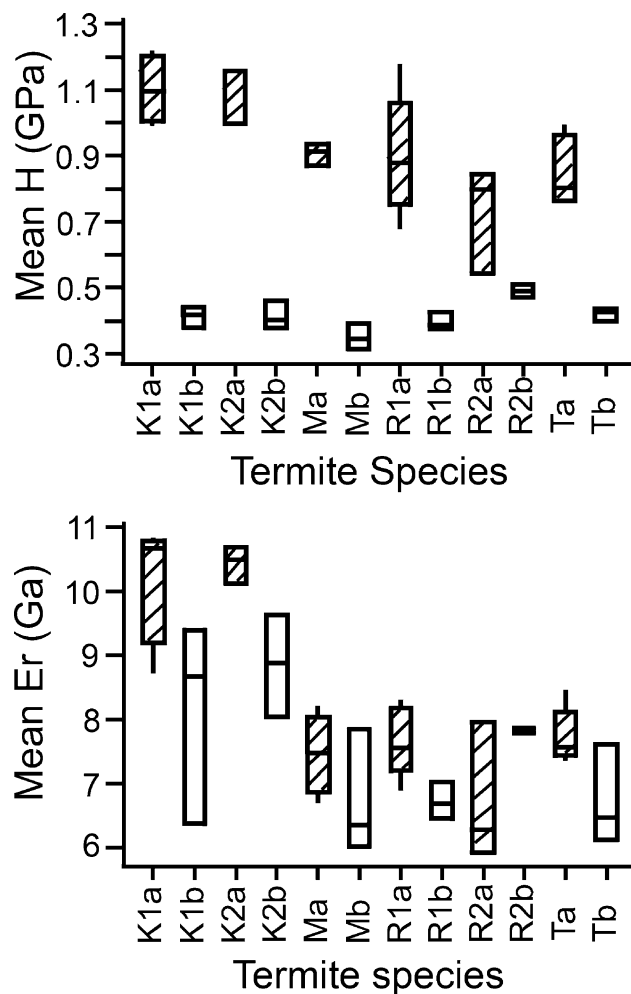 Mean H (GPa)
1.3
1.1
0.9
0.7
0.5
0.3
K1a K1b K2a K2b Ma Mb R1a R1b R2a R2b Ta Tb
Termite Species
Mean Er (Ga)
11
10
9
8
7
6
K1a K1b K2a K2b Ma Mb R1a R1b R2a R2b Ta Tb
Termite species